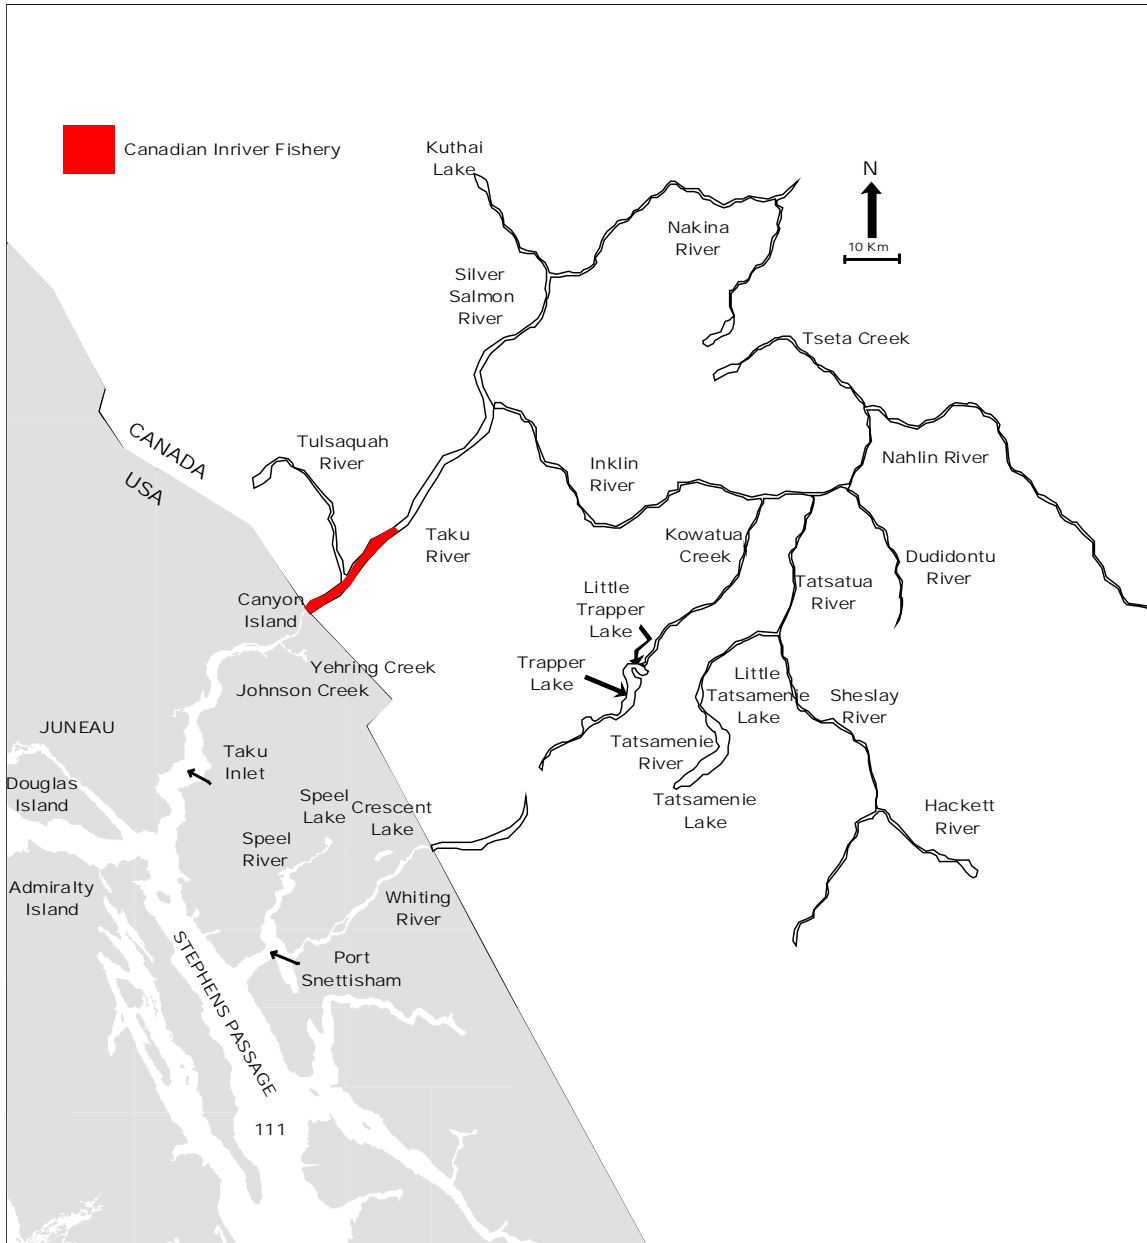 Canadian Inriver Fishery
Kuthai
Lake
N
10 Km
Nakina
River
Silver
Salmon
River
Tseta Creek
CANADA
USA
Tulsaquah
River
Inklin
River
Nahlin River
Taku
River
Kowatua
Creek
Dudidontu
River
Tatsatua
River
Little
Trapper
Lake
Canyon
Island
Yehring Creek
Johnson Creek
Trapper
Lake
Little
Tatsamenie
Lake
Sheslay
River
JUNEAU
Taku
Inlet
Tatsamenie
River
Douglas
Island
Speel
Lake
Crescent
Lake
Tatsamenie
Lake
Hackett
River
Speel
River
Admiralty
Island
Whiting
River
Port
Snettisham
STEPHENS PASSAGE
111